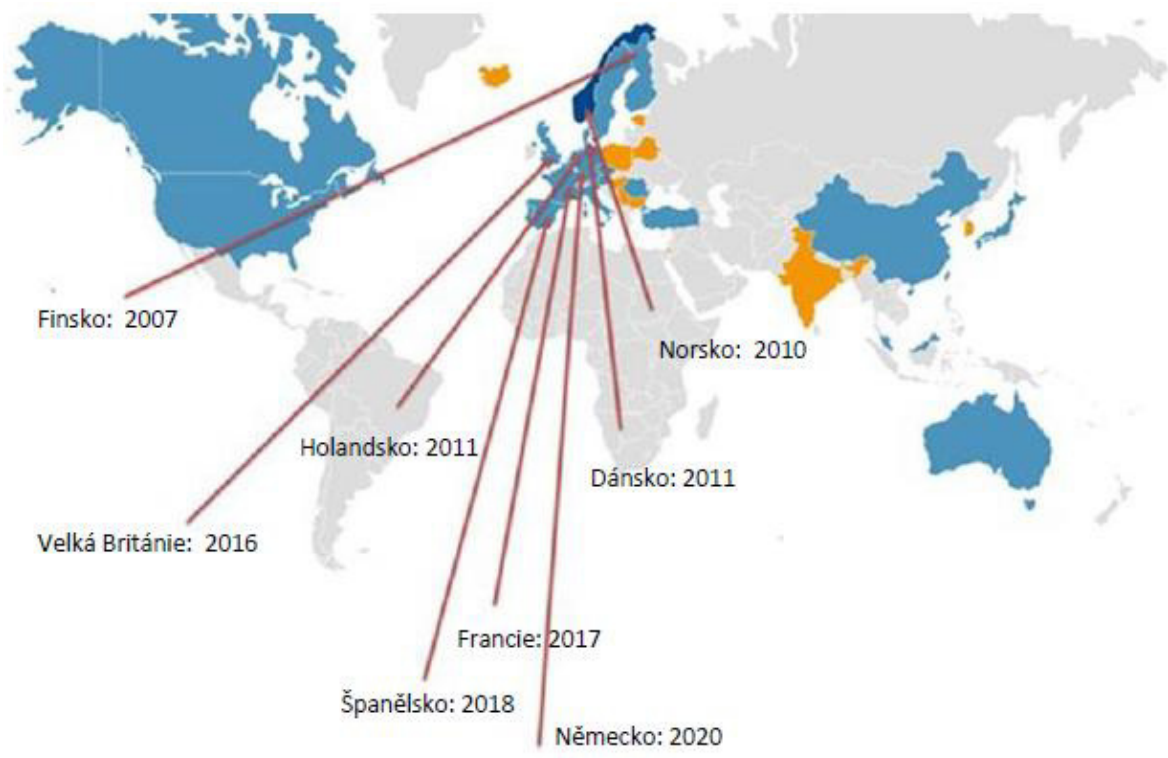 Finsko: 2007
Norsko: 2010
Holandsko: 2011
Dánsko: 2011
Velká Británie: 2016
Francie: 2017
Španělsko: 2018
Německo: 2020